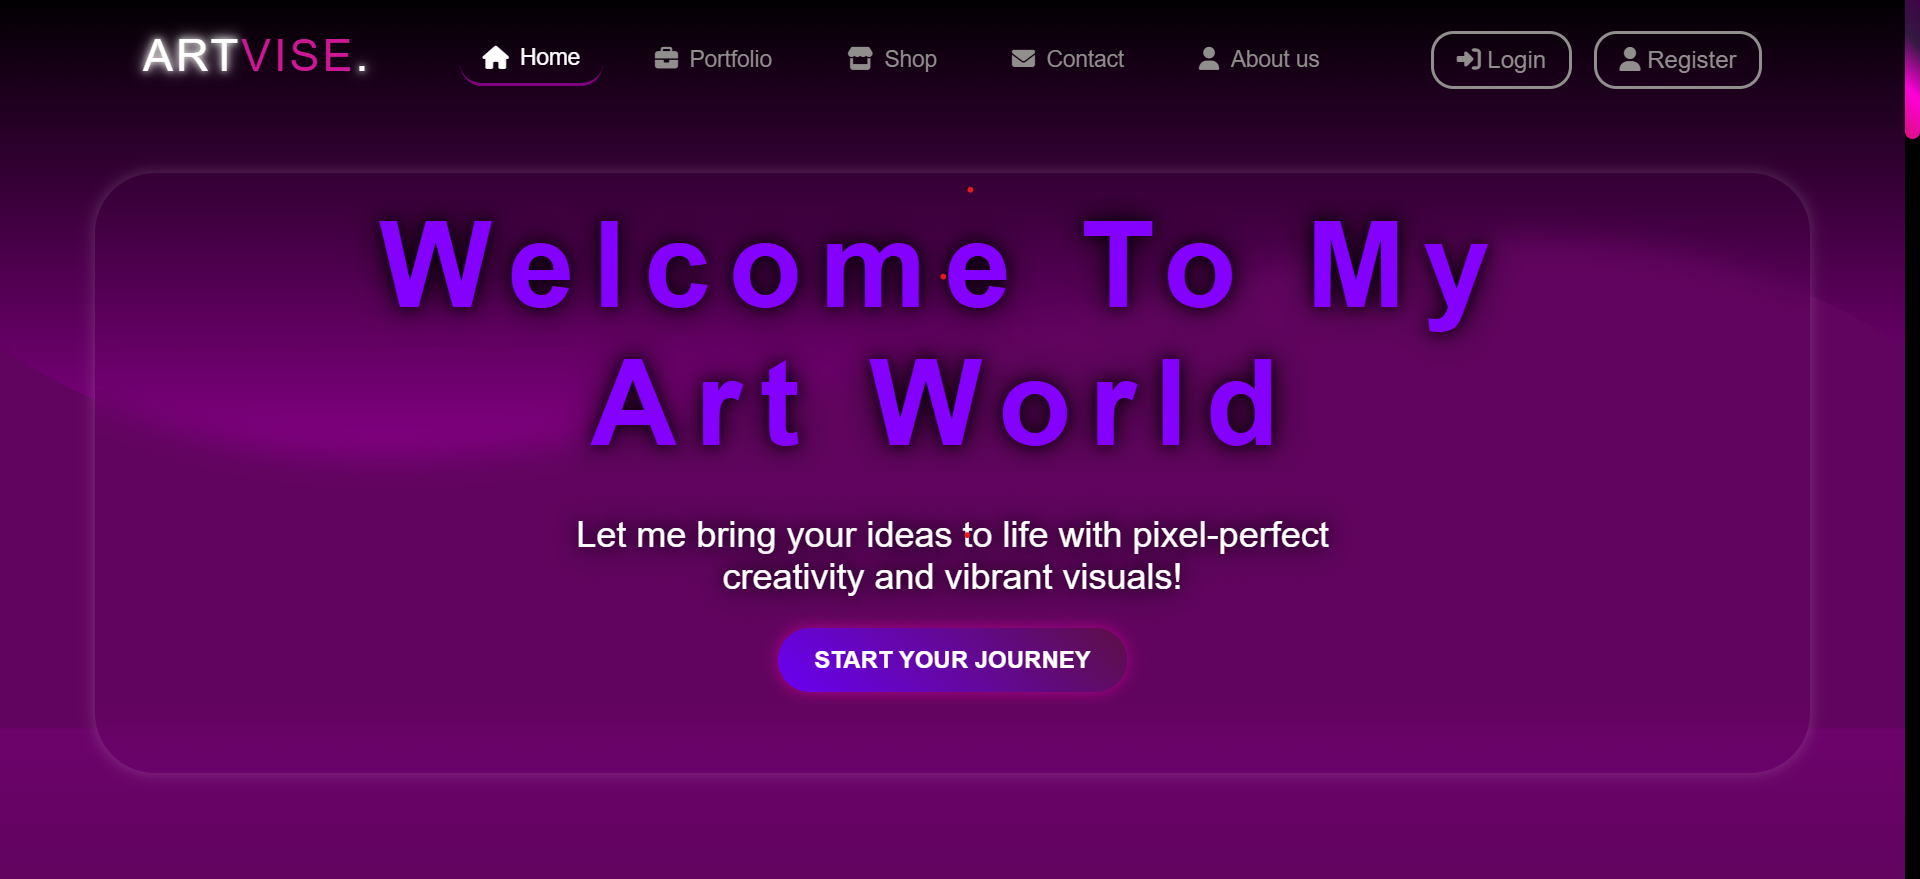 ARTVISE.
Home
Portfolio
Shop
Contact
About us
Login
Register
Welcome To My
Art World
Let me bring your ideas to life with pixel-perfect
creativity and vibrant visuals!
START YOUR JOURNEY